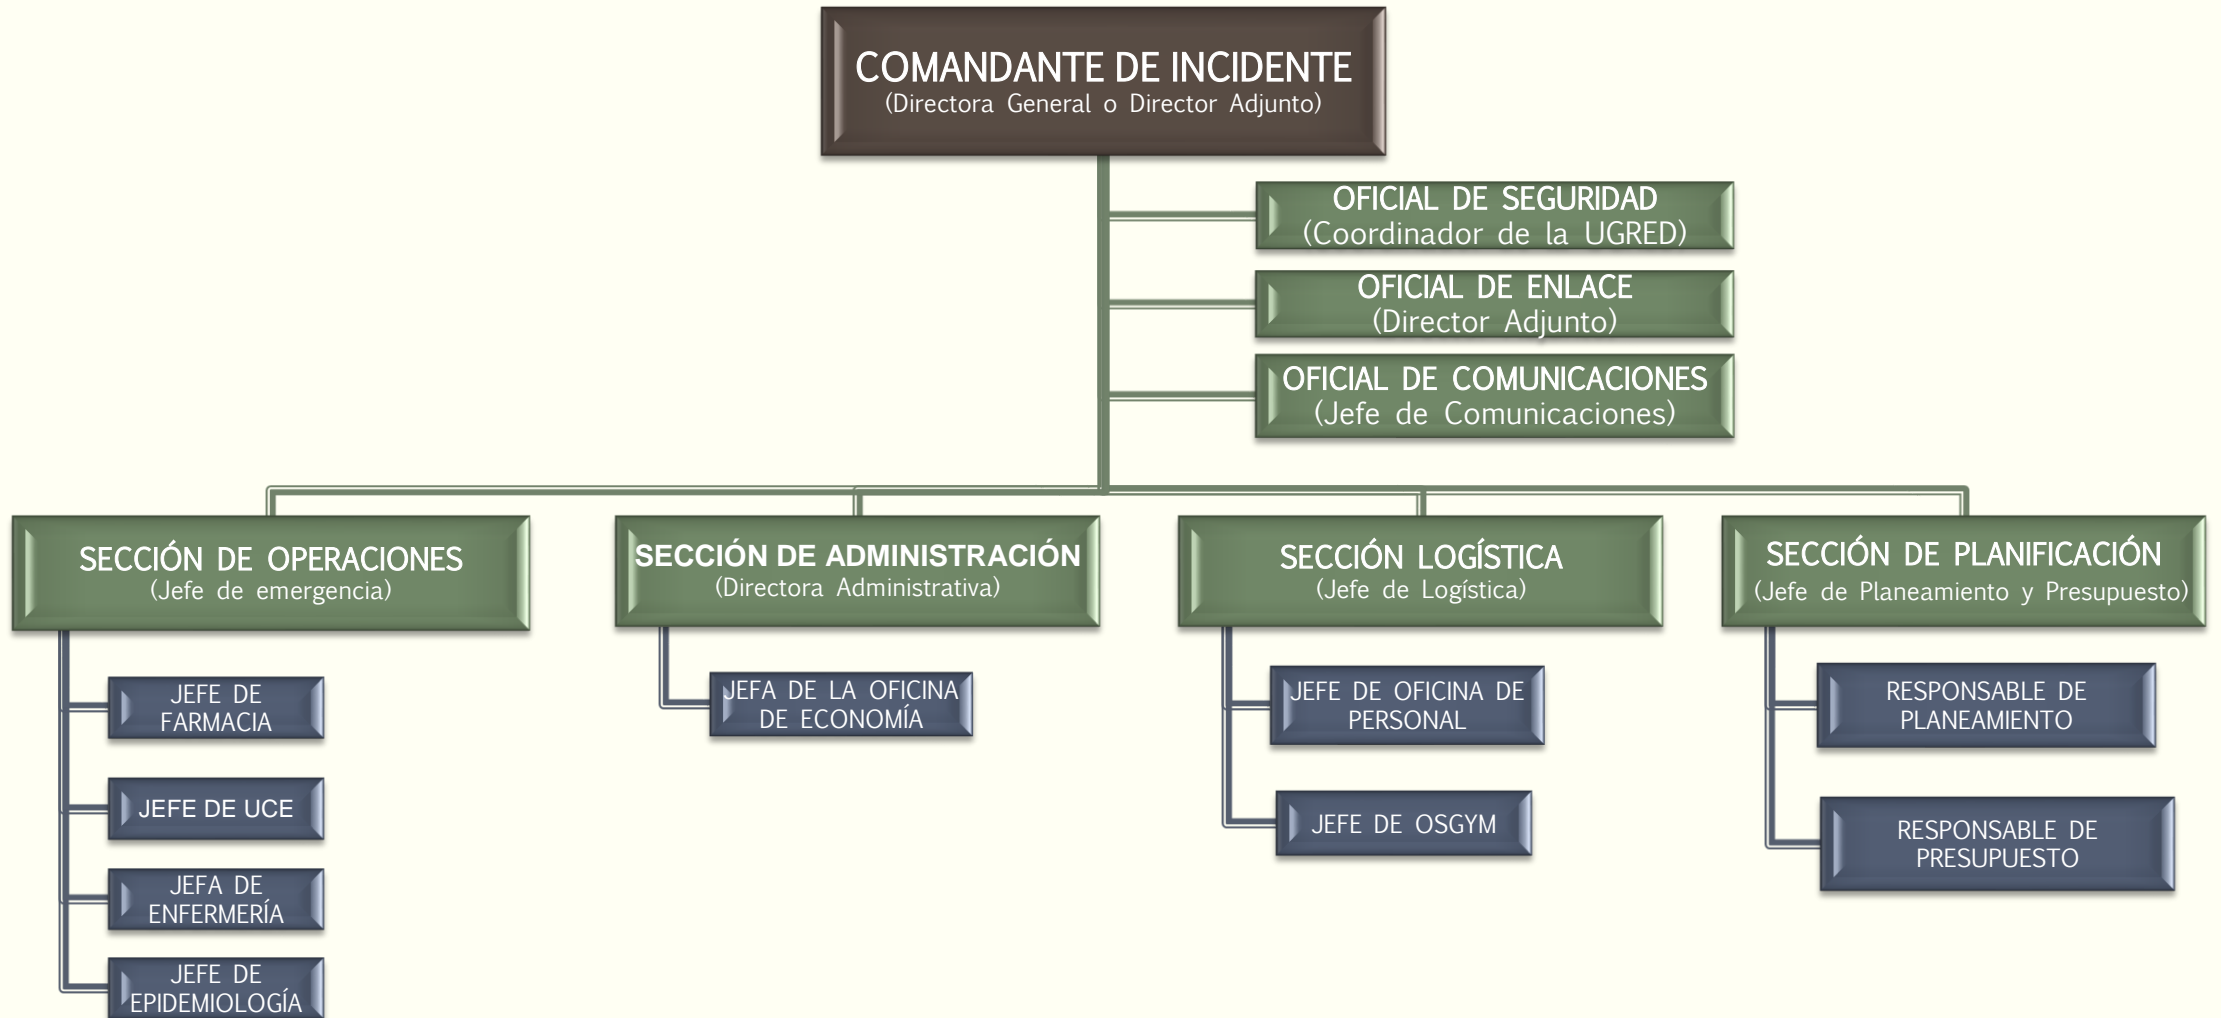 COMANDANTE DE INCIDENTE
(Directora General o Director Adjunto)
OFICIAL DE SEGURIDAD
(Coordinador de la UGRED)
OFICIAL DE ENLACE
(Director Adjunto)
OFICIAL DE COMUNICACIONES
(Jefe de Comunicaciones)
SECCIÓN DE OPERACIONES
(Jefe de emergencia)
JEFE DE
FARMACIA
JEFE DE UCE
JEFA DE
ENFERMERÍA
JEFE DE
EPIDEMIOLOGÍA
SECCIÓN DE ADMINISTRACIÓN
(Directora Administrativa)
JEFA DE LA OFICINA
DE ECONOMÍA
SECCIÓN LOGÍSTICA
(Jefe de Logística)
JEFE DE OFICINA DE
PERSONAL
JEFE DE OSGYM
SECCIÓN DE PLANIFICACIÓN
(Jefe de Planeamiento y Presupuesto)
RESPONSABLE DE
PLANEAMIENTO
RESPONSABLE DE
PRESUPUESTO